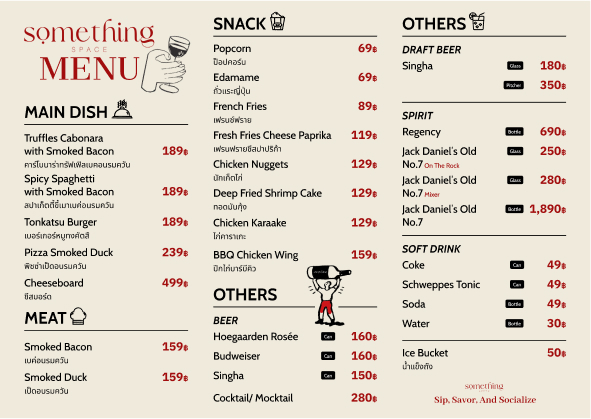 something
SPACE
MENU
MAIN DISH
Truffles Cabonara
with Smoked Bacon 189฿
คาร์โบนาร่าทรัฟเฟิลเบคอนรมควัน
Spicy Spaghetti
with Smoked Bacon 189฿
สปาเก็ตตี้ขี้เมาเบค่อนรมควัน
Tonkatsu Burger 189฿
เบอร์เกอร์หมูทงคัตสึ
Pizza Smoked Duck 239฿
พิซซ่าเป็ดอบรมควัน
Cheeseboard 499฿
ชีสบอร์ด
MEAT
Smoked Bacon 159฿
เบค่อนรมควัน
Smoked Duck 159฿
เป็ดอบรมควัน
SNACK
Popcorn 69฿
ป๊อปคอร์น
Edamame 69฿
ถั่วแระญี่ปุ่น
French Fries 89฿
เฟรนช์ฟราย
Fresh Fries Cheese Paprika 119฿
เฟรนฟรายชีสปาปริก้า
Chicken Nuggets 129฿
นักเก็ตไก่
Deep Fried Shrimp Cake 129฿
ทอดมันกุ้ง
Chicken Karaake 129฿
ไก่คาราเกะ
BBQ Chicken Wing 159฿
ปีกไก่บาร์บีคิว
OTHERS
BEER
Hoegaarden Rosée Can 160฿
Budweiser Can 160฿
Singha Can 150฿
Cocktail/ Mocktail 280฿
OTHERS
DRAFT BEER
Singha Glass 180฿
Pitcher 350฿
SPIRIT
Regency Bottle 690฿
Jack Daniel's Old Glass 250฿
No.7 On The Rock
Jack Daniel's Old Glass 280฿
No.7 Mixer
Jack Daniel's Old Bottle 1,890฿
No.7
SOFT DRINK
Coke Can 49฿
Schweppes Tonic Can 49฿
Soda Bottle 49฿
Water Bottle 30฿
Ice Bucket 50฿
น้ำแข็งถัง
something
Sip, Savor, And Socialize